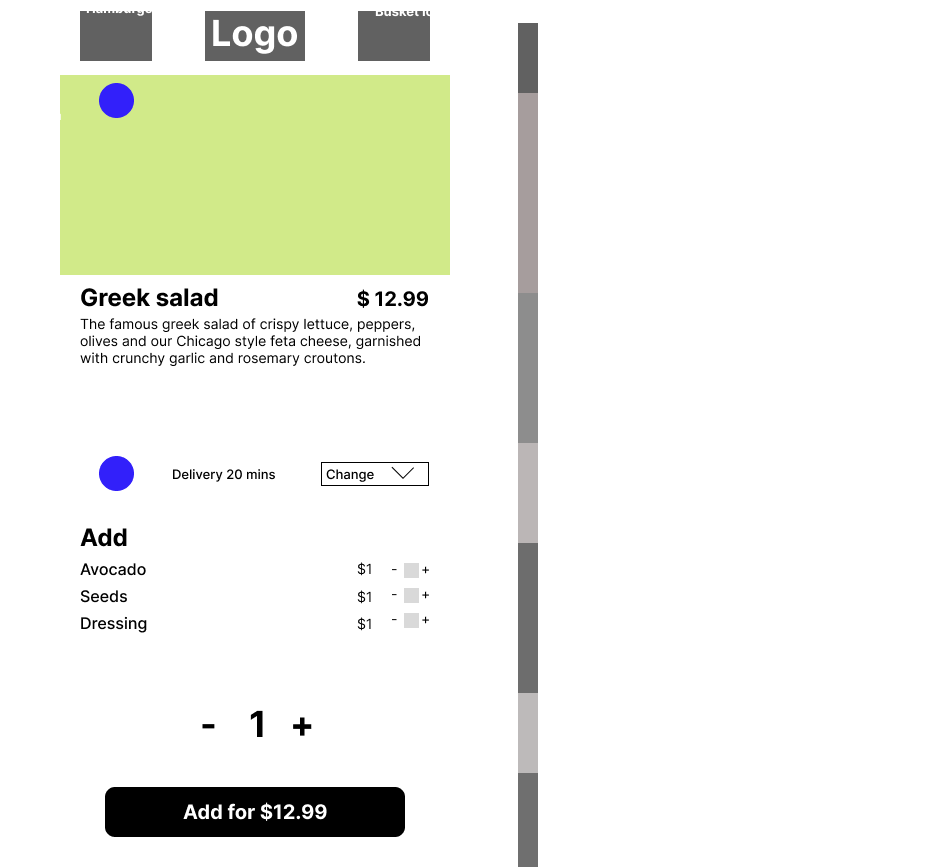 Logo
Greek salad $ 12.99
The famous greek salad of crispy lettuce, peppers,
olives and our Chicago style feta cheese, garnished
with crunchy garlic and rosemary croutons.
Delivery 20 mins Change
Add
Avocado $1 - +
Seeds $1 - +
Dressing $1 - +
- 1 +
Add for $12.99